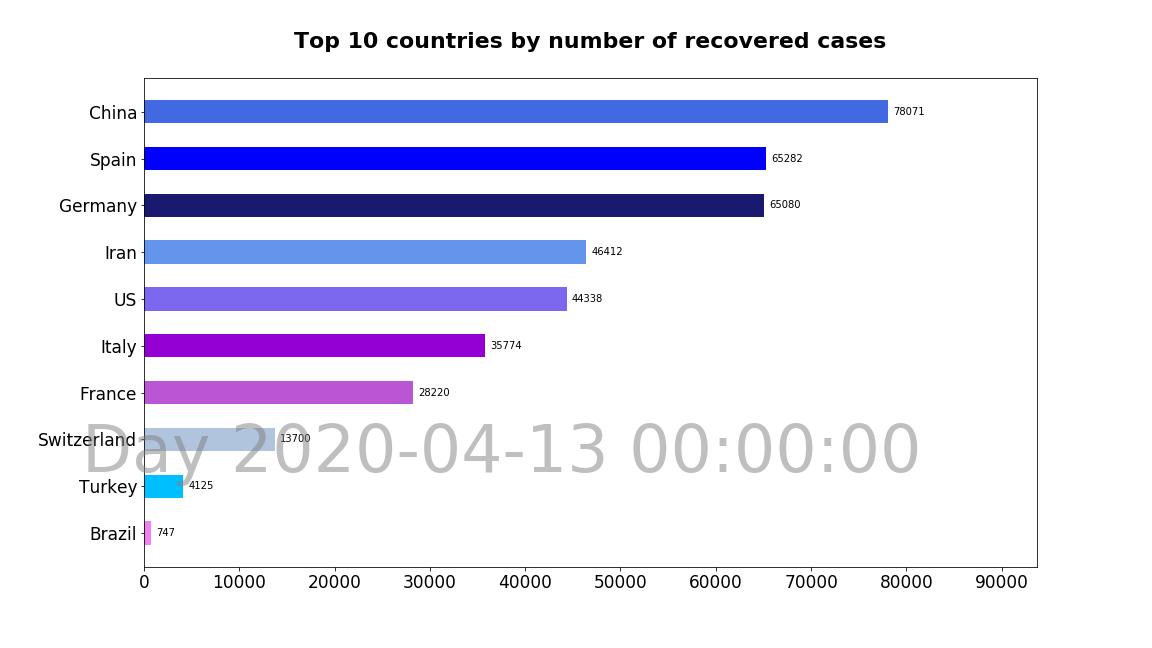 Top 10 countries by number of recovered cases
China 78071
Spain 65282
Germany 65080
Iran 46412
US 44338
Italy 35774
France 28220
Switzerland 13700
Day 2020-04-13 00:00:00
Turkey 4125
Brazil 747
0 10000 20000 30000 40000 50000 60000 70000 80000 90000